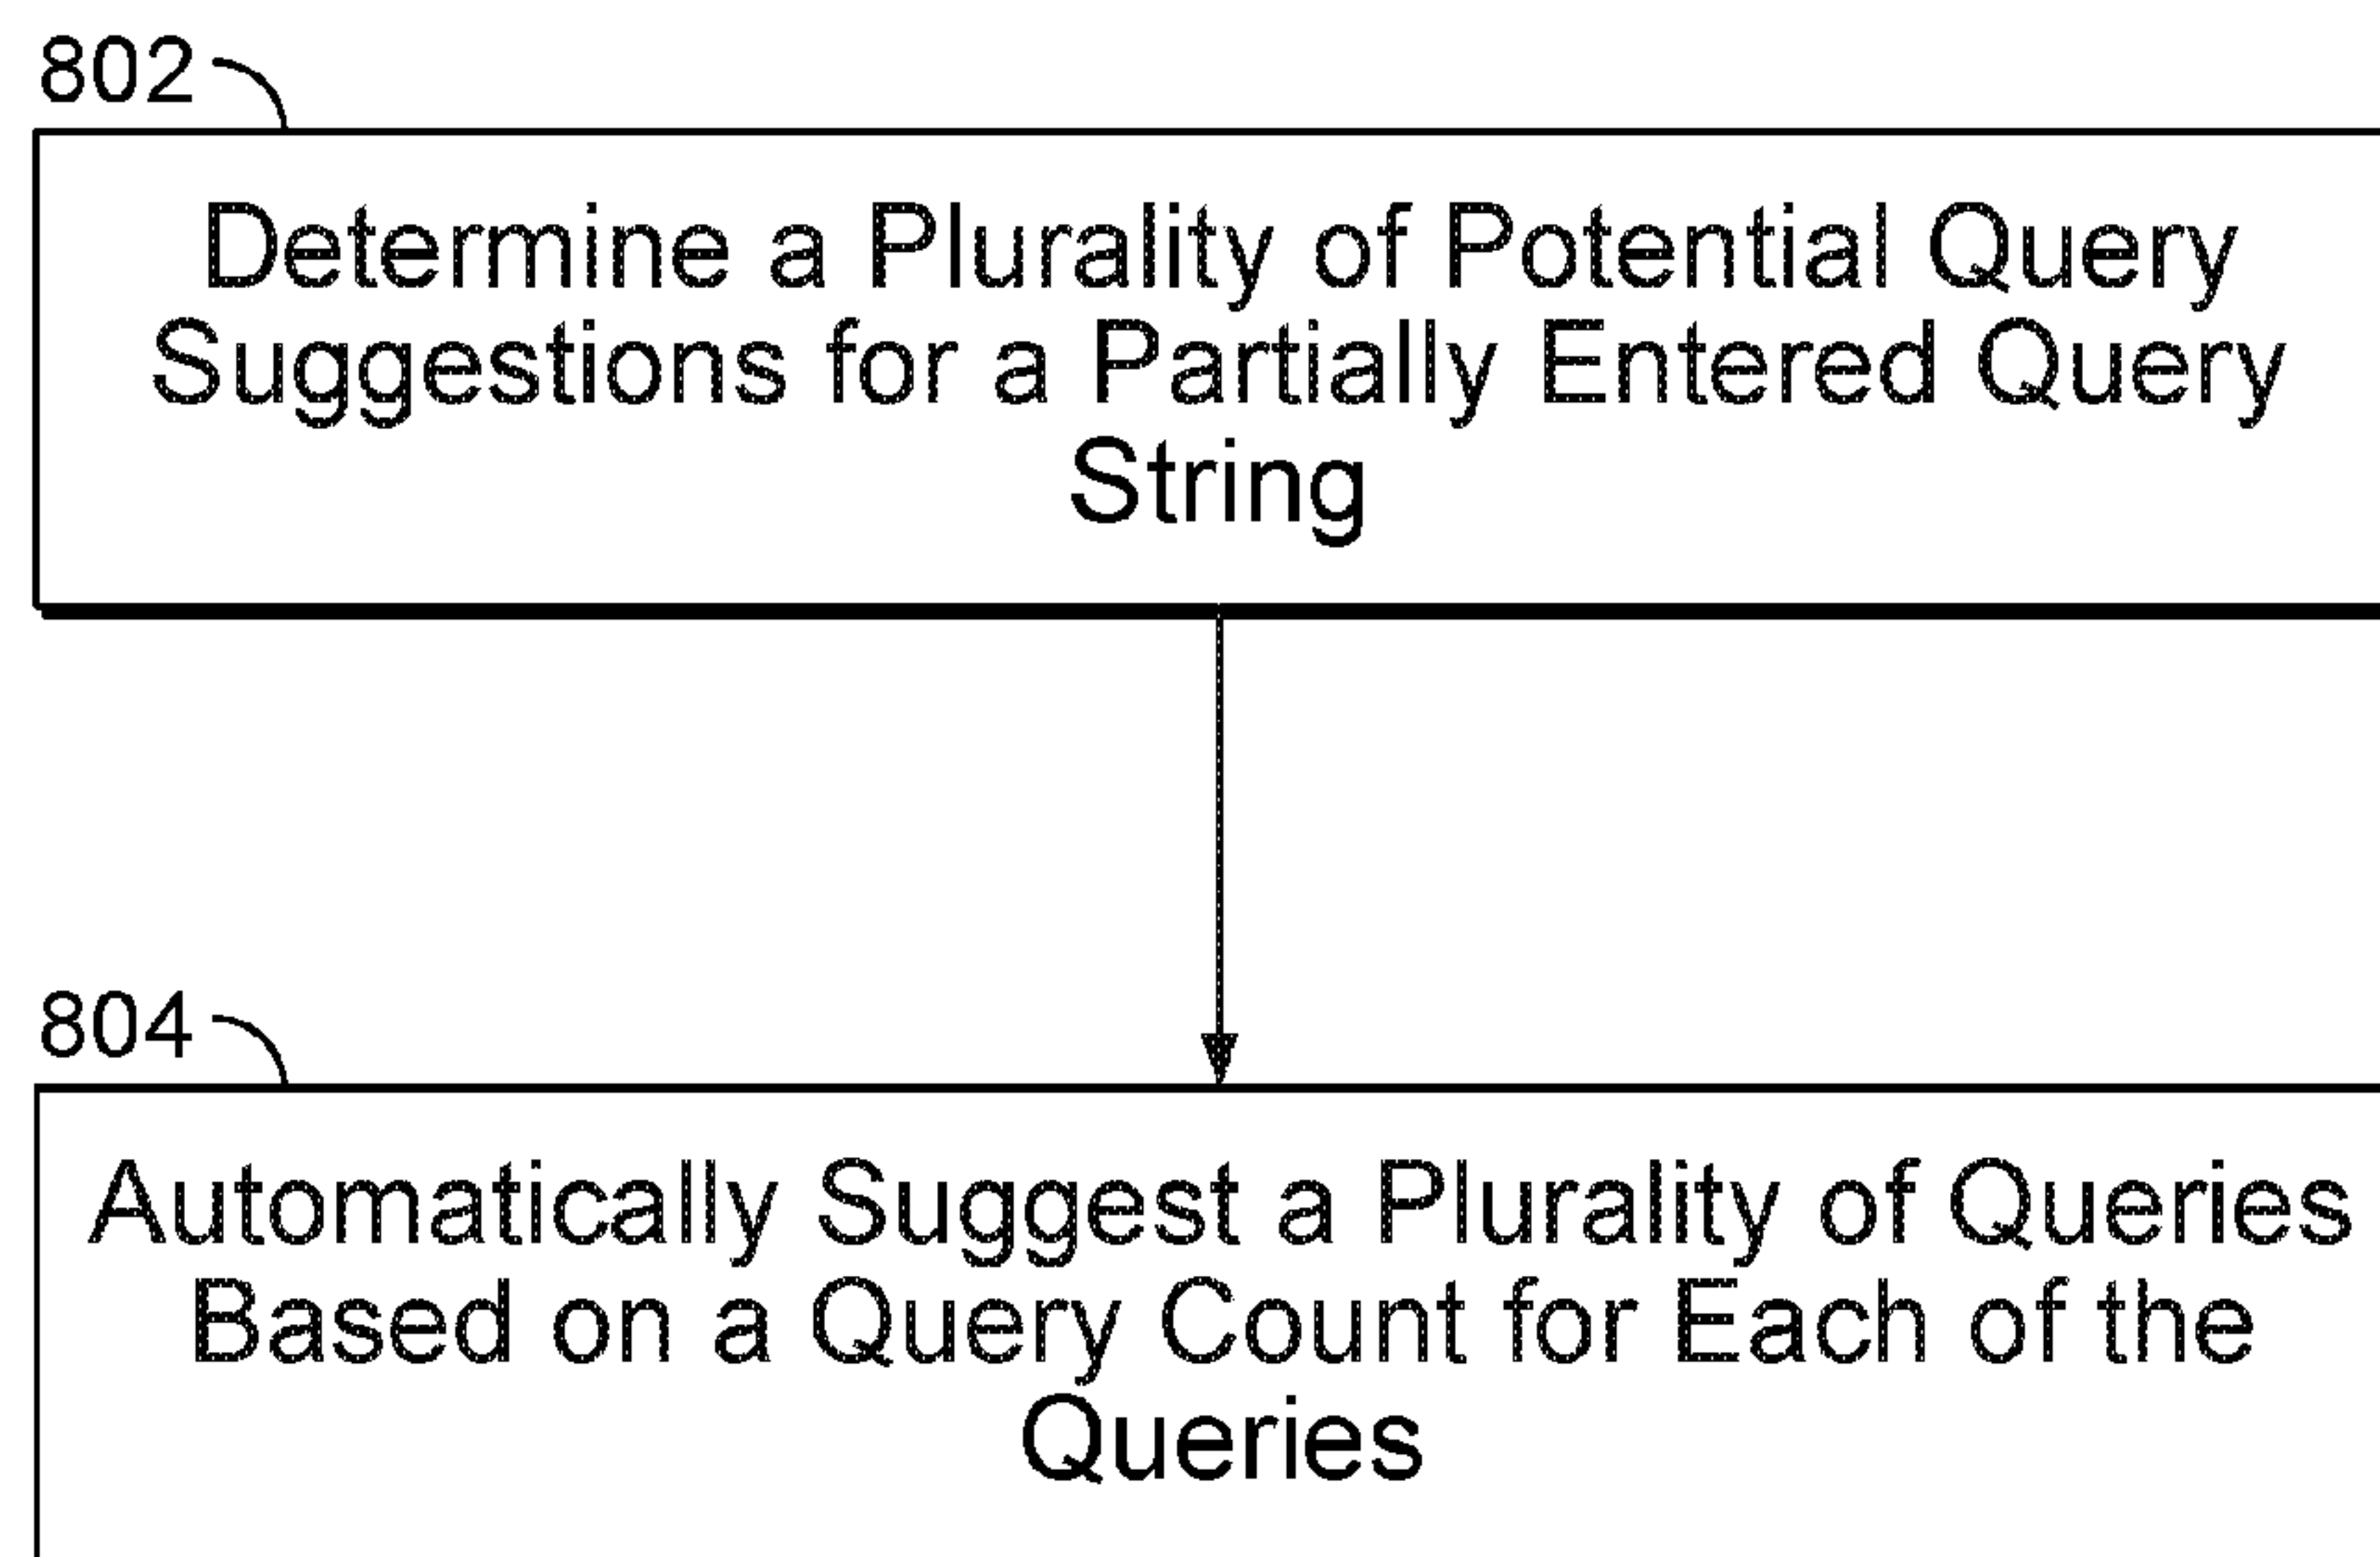 802
Determine a Plurality of Potential Query
Suggestions for a Partially Entered Query
String
804
Automatically Suggest a Plurality of Queries
Based on a Query Count for Each of the
Queries